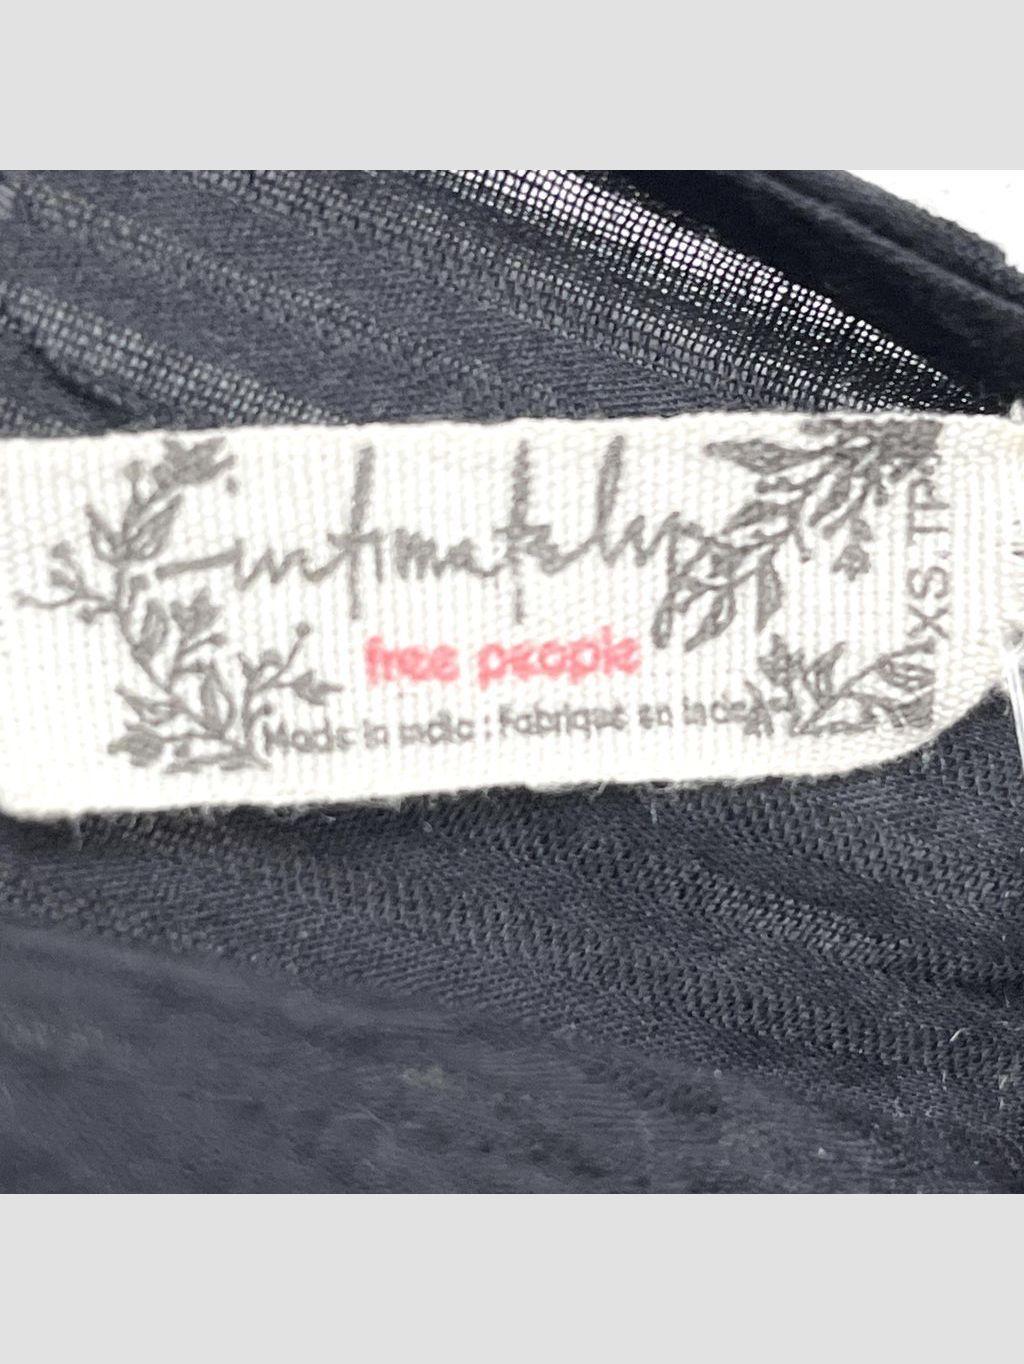 intimately
free people
Made in India : Fabriqué en Inde
XS.TP